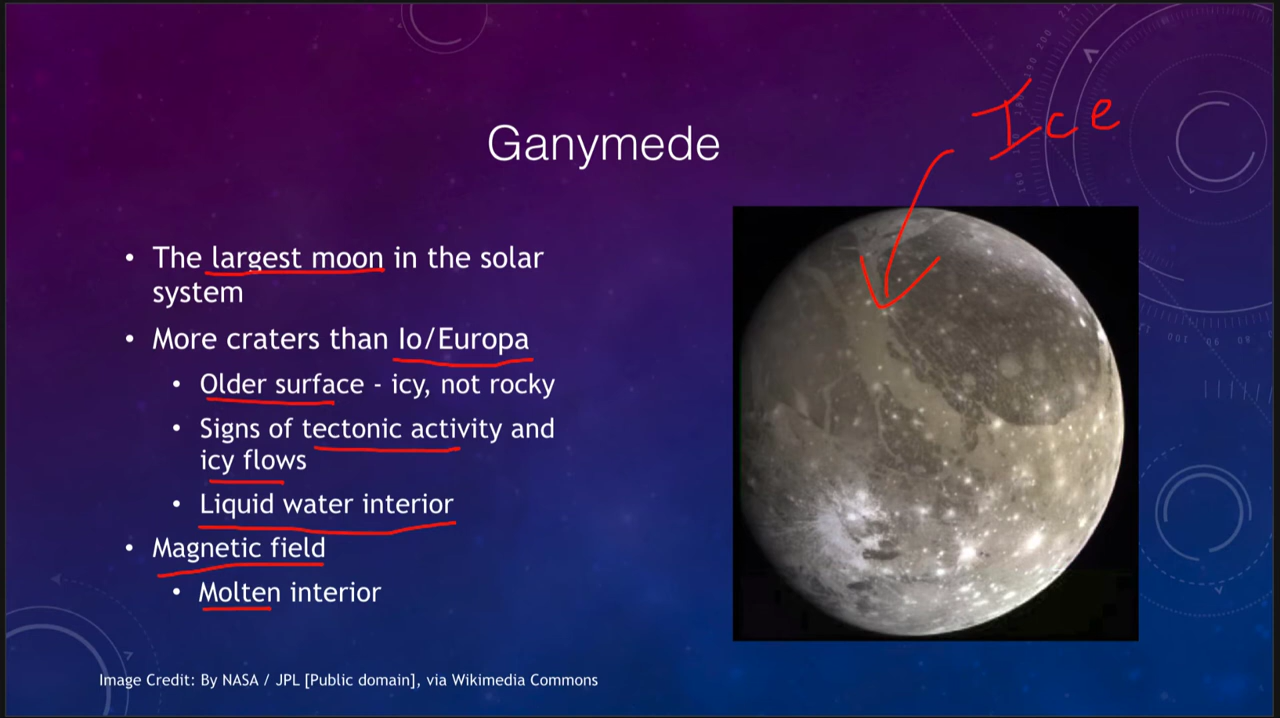 Ice
Ganymede
• The largest moon in the solar
system
• More craters than Io/Europa
• Older surface - icy, not rocky
• Signs of tectonic activity and
icy flows
• Liquid water interior
• Magnetic field
• Molten interior
Image Credit: By NASA / JPL [Public domain], via Wikimedia Commons